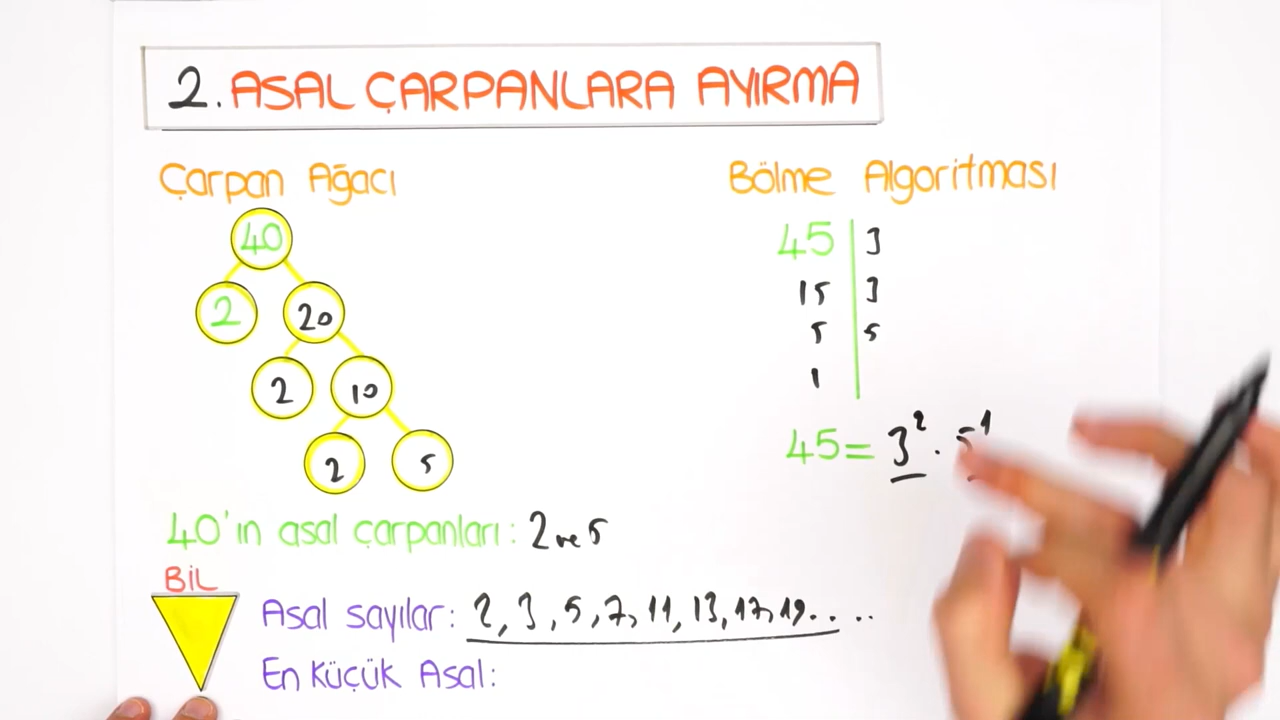 2. ASAL ÇARPANLARA AYIRMA
Çarpan Ağacı
40
2 20
2 10
2 5
40'ın asal çarpanları: 2 ve 5
Bölme Algoritması
45 3
15 3
5 5
1
45 = 3² . 5¹
BİL
Asal sayılar: 2, 3, 5, 7, 11, 13, 17, 19.. ..
En Küçük Asal: